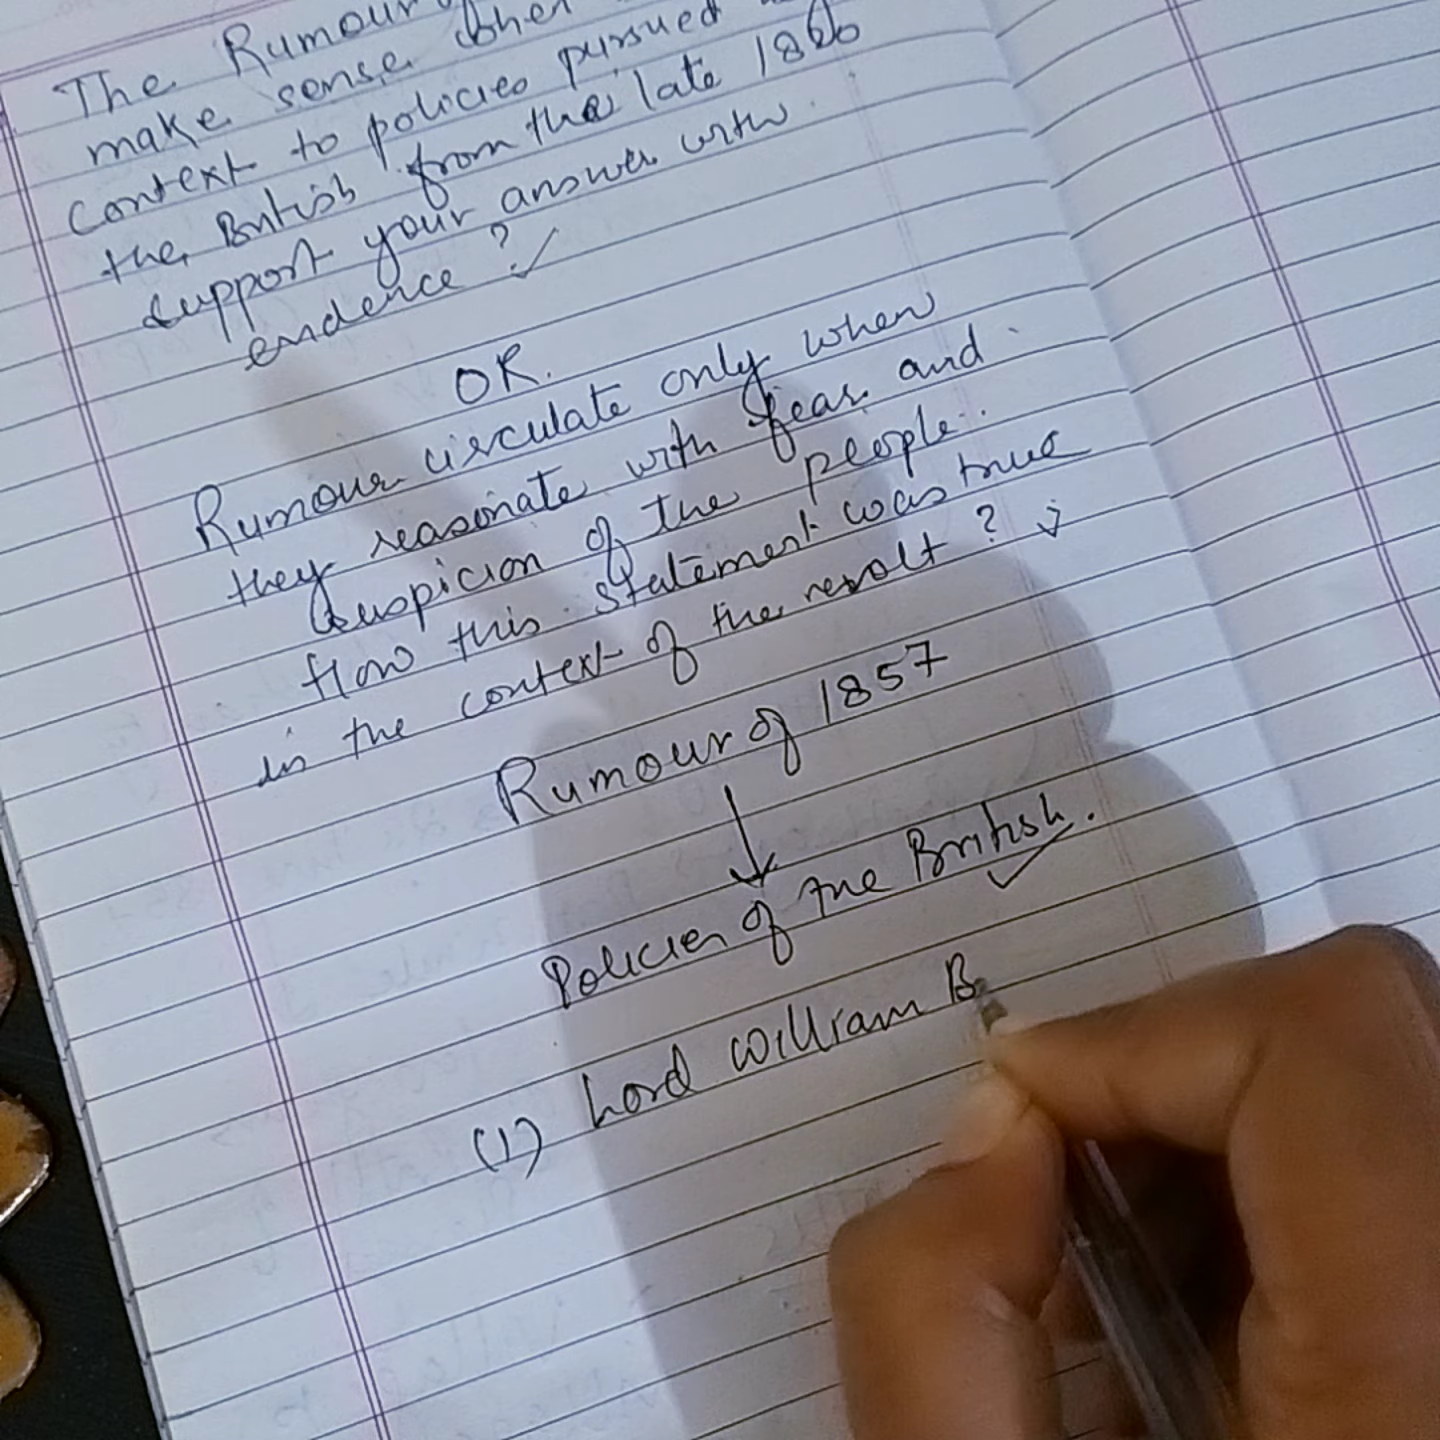 The Rumour
make sense when
context to policies pursued
the British from the late 1820
support your answer with
evidence ?
OR.
Rumour circulate only when
they reasonate with fear and
suspicion of the people.
How this statement was true
in the context of the revolt ?
Rumour of 1857
Policies of the British.
(1) Lord William B